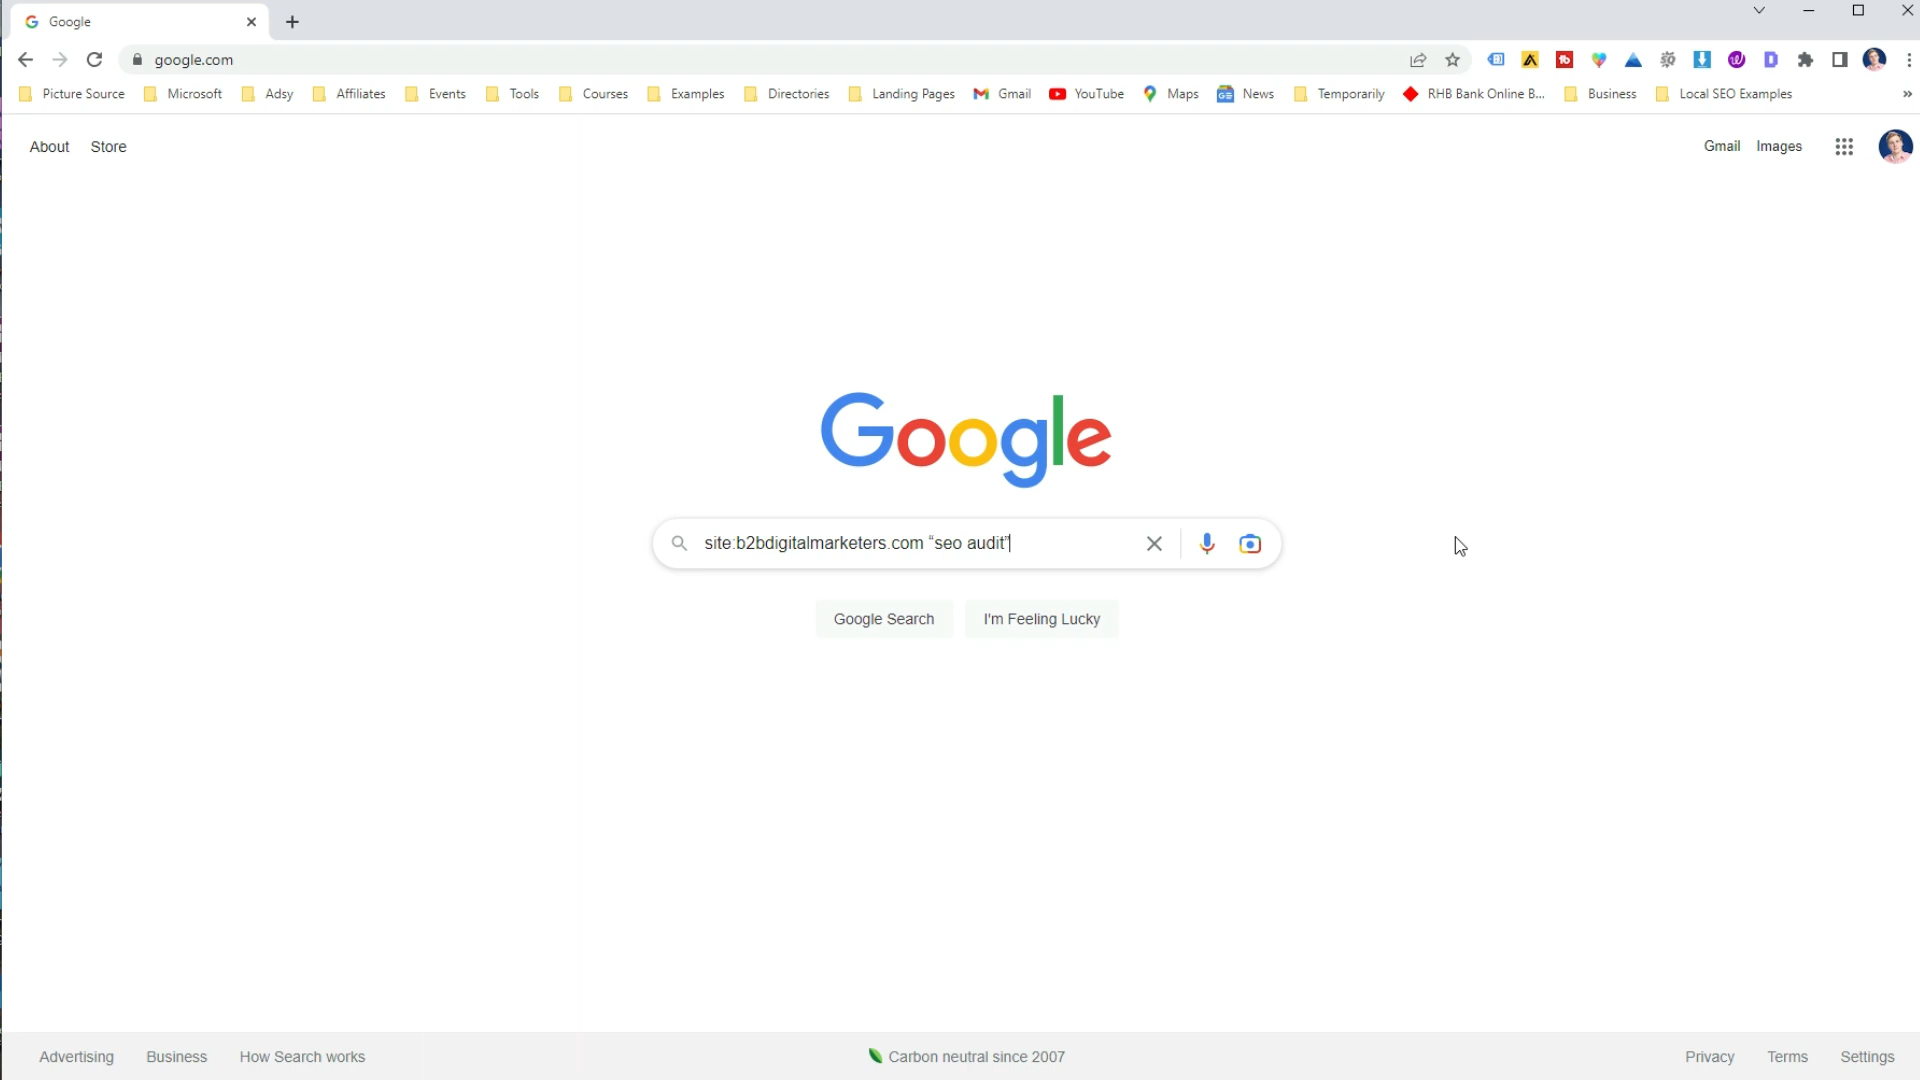 Google
google.com
Picture Source Microsoft Adsy Affiliates Events Tools Courses Examples Directories Landing Pages Gmail YouTube Maps News Temporarily RHB Bank Online B... Business Local SEO Examples »
About Store Gmail Images
Google
site:b2bdigitalmarketers.com “seo audit”
Google Search I'm Feeling Lucky
Advertising Business How Search works Carbon neutral since 2007 Privacy Terms Settings